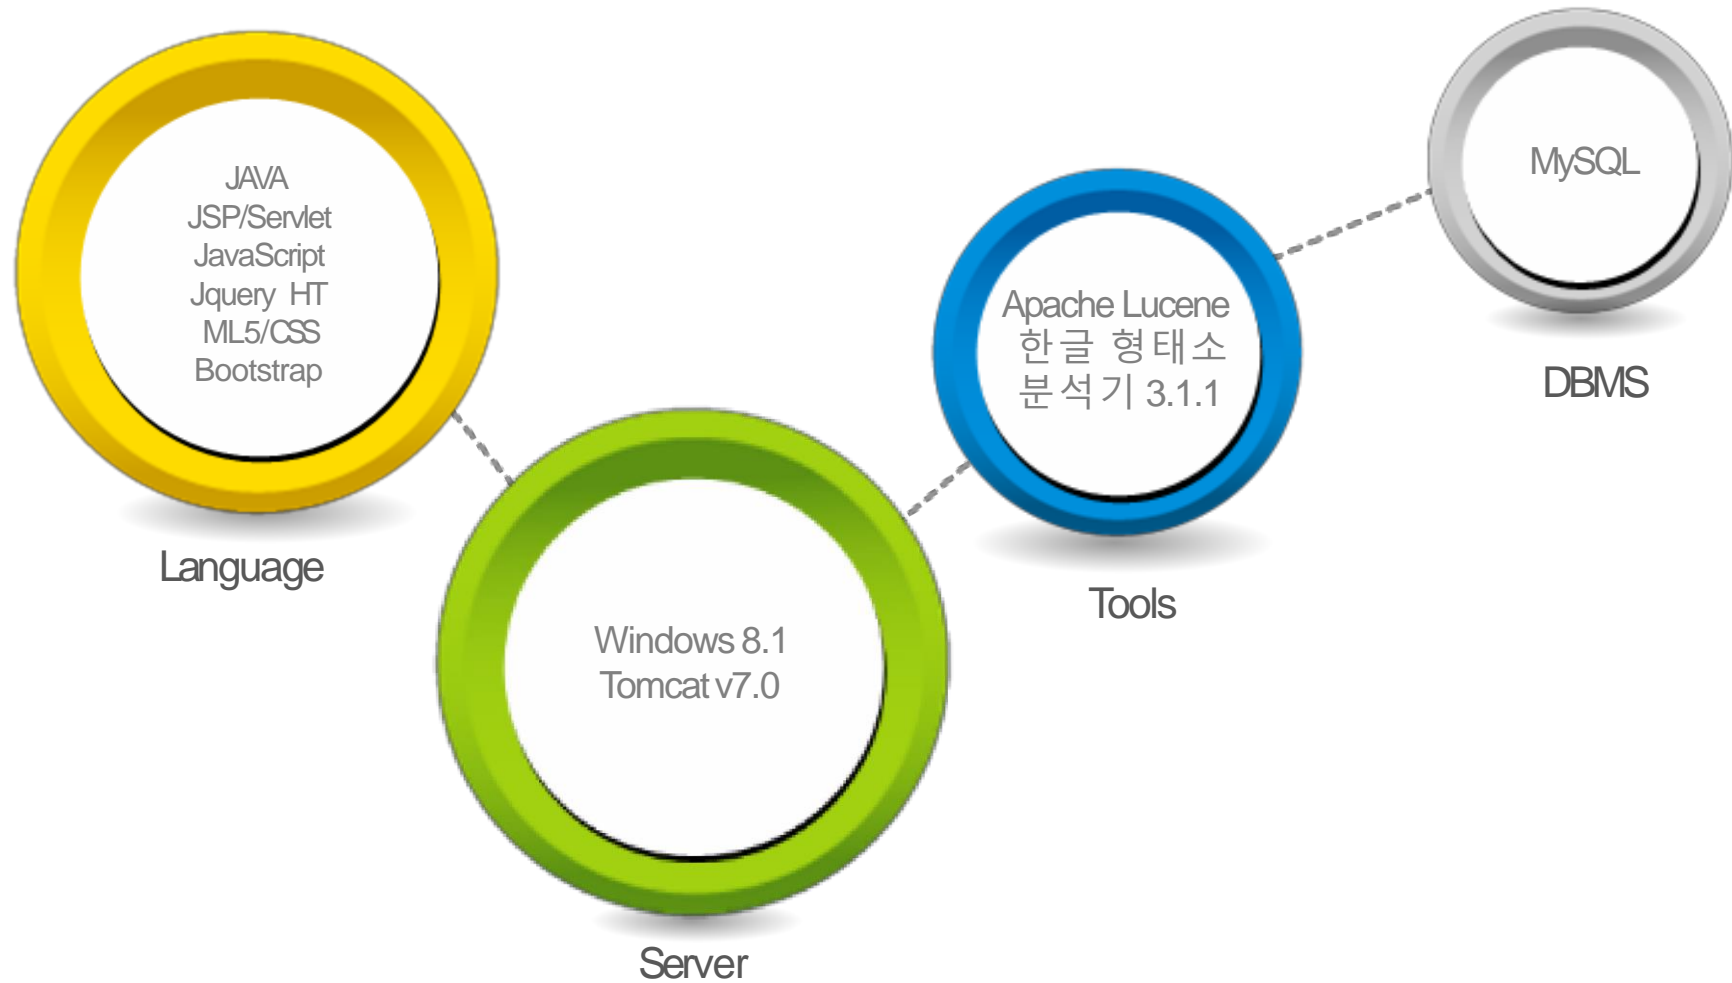 JAVA
JSP/Servlet
JavaScript
Jquery HT
ML5/CSS
Bootstrap
Language
Windows 8.1
Tomcat v7.0
Server
Apache Lucene
한글 형태소
분석기 3.1.1
Tools
MySQL
DBMS